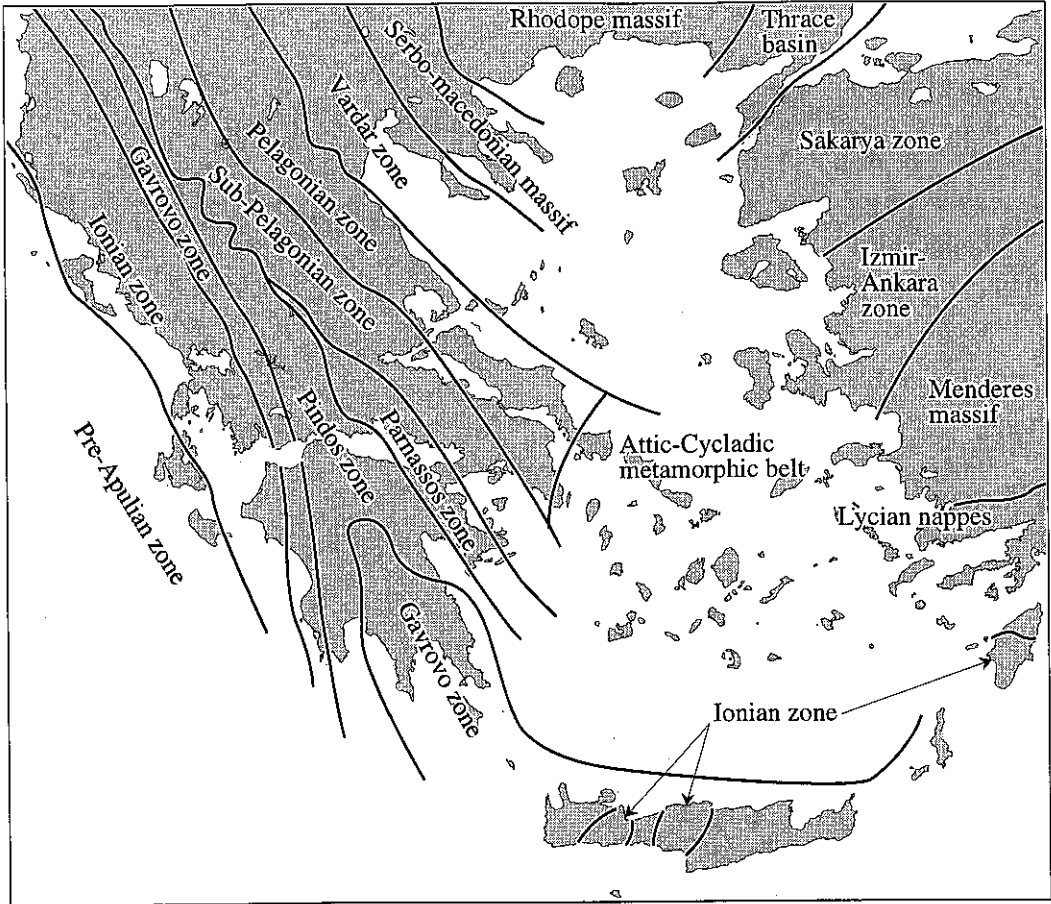 Rhodope massif
Thrace
basin
Serbo-macedonian massif
Vardar zone
Sakarya zone
Pelagonian zone
Gavrovo zone
Sub-Pelagonian zone
Ionian zone
Izmir-
Ankara
zone
Menderes
massif
Pindos zone
Parnassos zone
Pre-Apulian zone
Attic-Cycladic
metamorphic belt
Lycian nappes
Gavrovo zone
Ionian zone